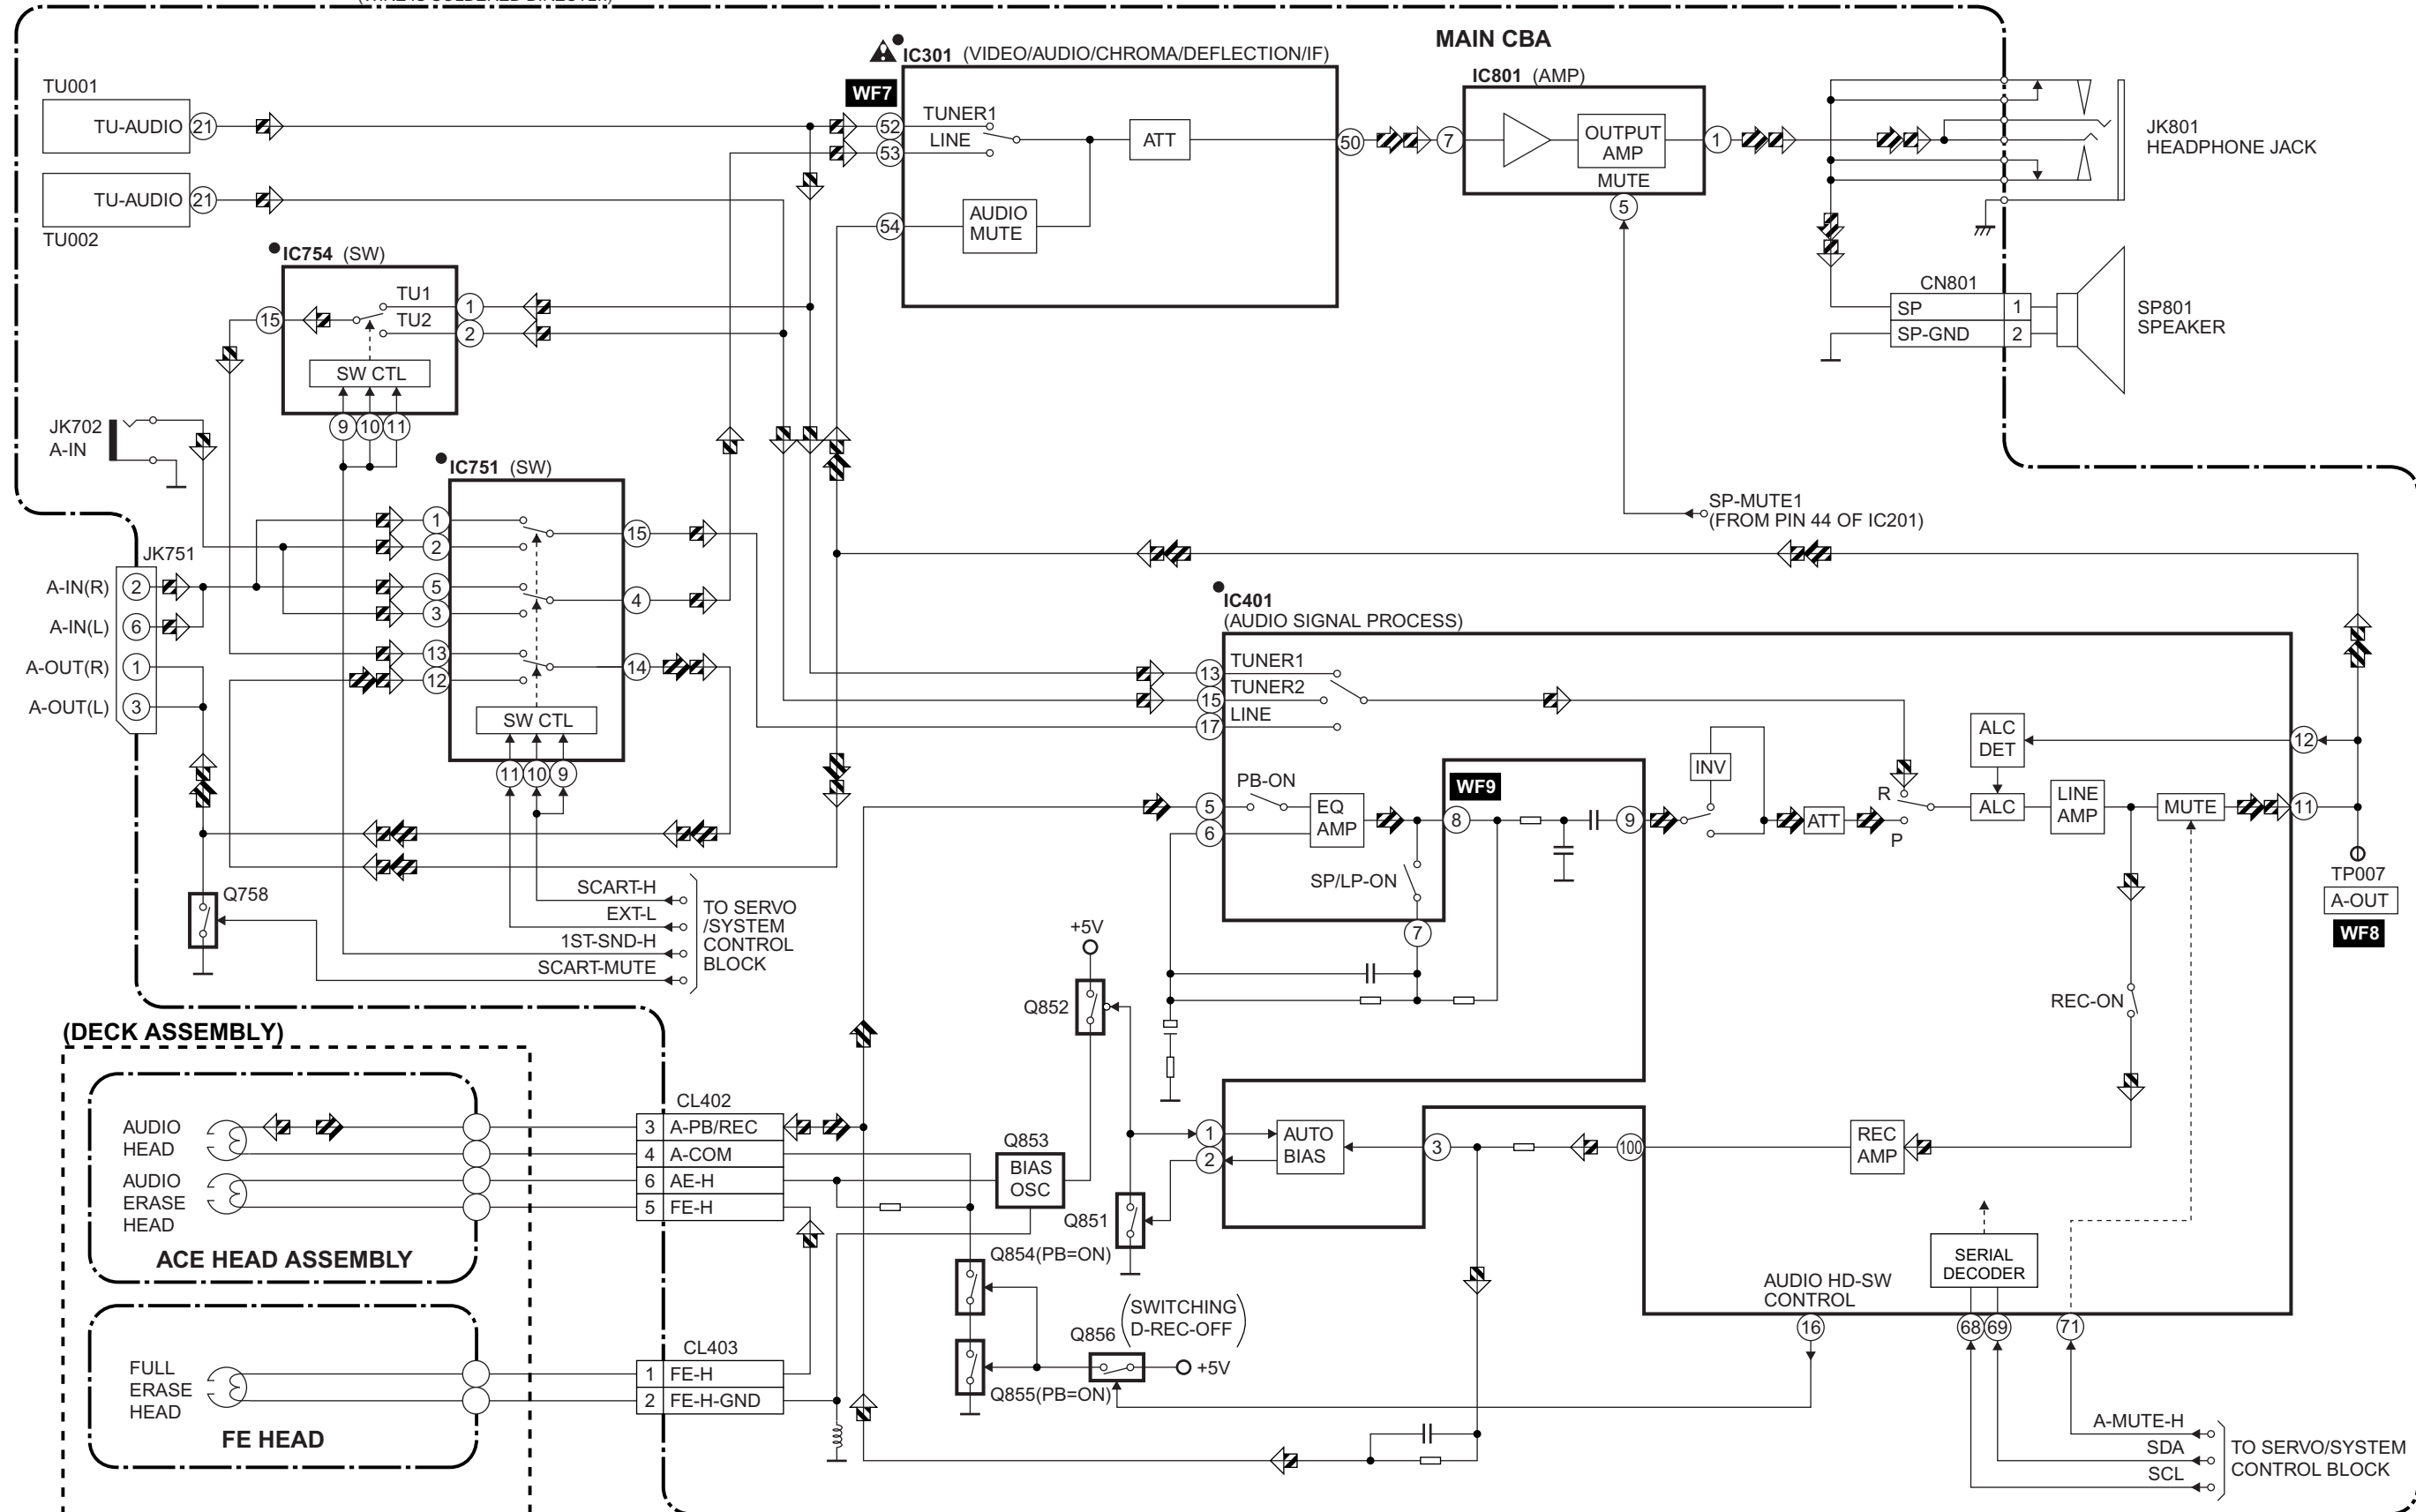 MAIN CBA
TU001
TU-AUDIO 21
TU-AUDIO 21
TU002
WF7
IC301 (VIDEO/AUDIO/CHROMA/DEFLECTION/IF)
52 TUNER1
53 LINE
54
AUDIO
MUTE
ATT
50
IC801 (AMP)
7
OUTPUT
AMP
MUTE
1
5
JK801
HEADPHONE JACK
CN801
SP 1
SP-GND 2
SP801
SPEAKER
IC754 (SW)
15
TU1 1
TU2 2
SW CTL
9 10 11
JK702
A-IN
IC751 (SW)
1
2
5
3
13
12
15
4
14
SW CTL
11 10 9
JK751
A-IN(R) 2
A-IN(L) 6
A-OUT(R) 1
A-OUT(L) 3
Q758
SCART-H
EXT-L
1ST-SND-H
SCART-MUTE
TO SERVO
/SYSTEM
CONTROL
BLOCK
SP-MUTE1
(FROM PIN 44 OF IC201)
IC401
(AUDIO SIGNAL PROCESS)
13 TUNER1
15 TUNER2
17 LINE
5 PB-ON
6
EQ
AMP
SP/LP-ON
7
8
WF9
9
INV
ATT
R
P
ALC
DET
ALC
LINE
AMP
MUTE
12
11
TP007
A-OUT
WF8
REC-ON
REC
AMP
100
3
AUTO
BIAS
1
2
SERIAL
DECODER
AUDIO HD-SW
CONTROL
16
68 69 71
A-MUTE-H
SDA
SCL
TO SERVO/SYSTEM
CONTROL BLOCK
+5V
Q852
Q853
BIAS
OSC
Q851
Q854(PB=ON)
Q855(PB=ON)
Q856
(SWITCHING
D-REC-OFF)
+5V
(DECK ASSEMBLY)
AUDIO
HEAD
AUDIO
ERASE
HEAD
ACE HEAD ASSEMBLY
CL402
3 A-PB/REC
4 A-COM
6 AE-H
5 FE-H
FULL
ERASE
HEAD
FE HEAD
CL403
1 FE-H
2 FE-H-GND